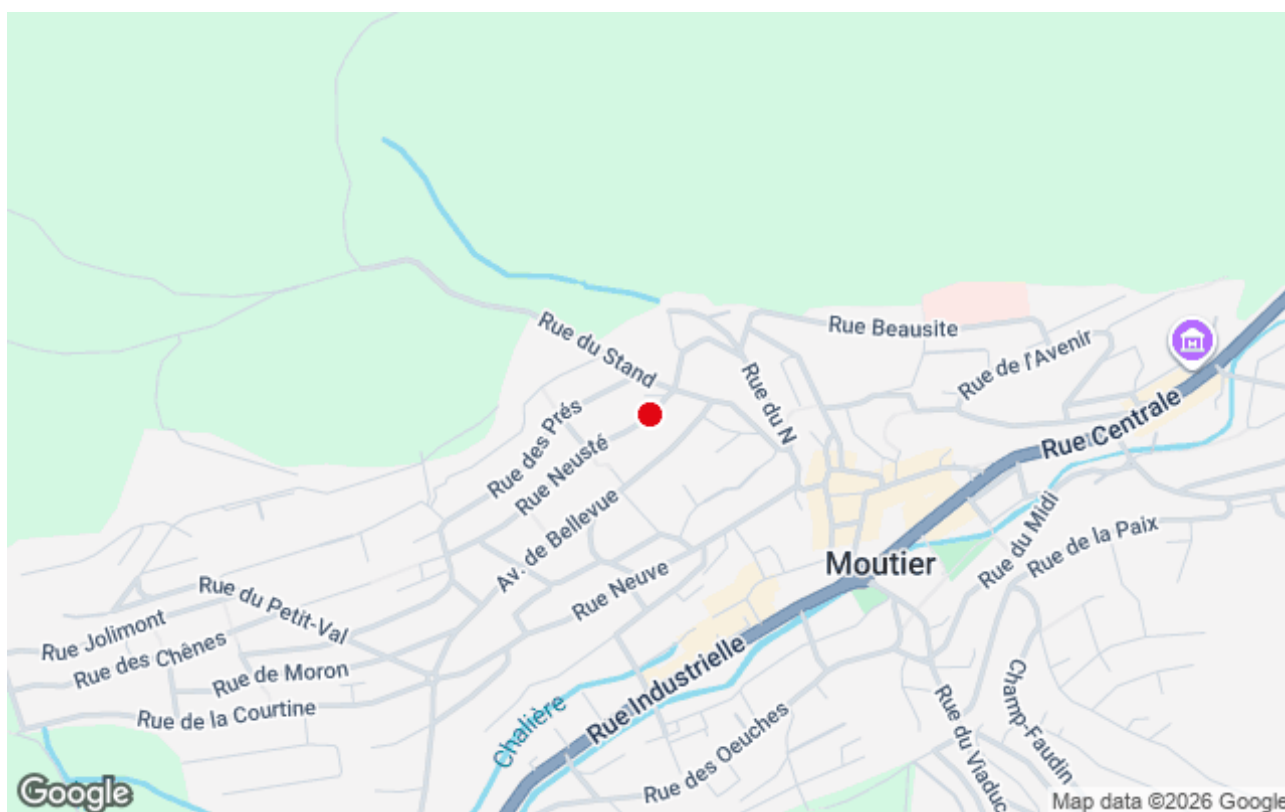 Rue du Stand
Rue Beausite
Rue de l'Avenir
Rue du N
Rue des Prés
Rue Neusté
Rue Centrale
Av. de Bellevue
Rue du Midi
Rue de la Paix
Moutier
Rue Neuve
Rue du Petit-Val
Rue Jolimont
Rue des Chênes
Rue de Moron
Rue de la Courtine
Rue Industrielle
Chalière
Rue des Oeuches
Rue du Viaduc
Champ-Faudin
Google
Map data ©2026 Google